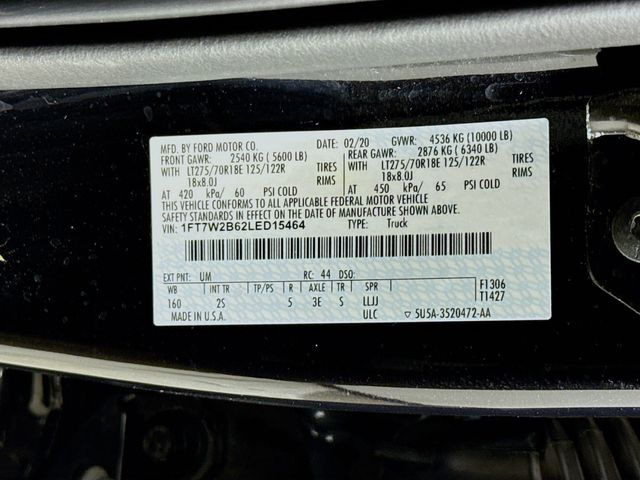 MFD. BY FORD MOTOR CO. DATE: 02/20 GVWR: 4536 KG (10000 LB)
FRONT GAWR: 2540 KG ( 5600 LB) REAR GAWR: 2876 KG ( 6340 LB)
WITH LT275/70R18E 125/122R TIRES WITH LT275/70R18E 125/122R TIRES
18x8.0J RIMS 18x8.0J RIMS
AT 420 kPa/ 60 PSI COLD AT 450 kPa/ 65 PSI COLD
THIS VEHICLE CONFORMS TO ALL APPLICABLE FEDERAL MOTOR VEHICLE
SAFETY STANDARDS IN EFFECT ON THE DATE OF MANUFACTURE SHOWN ABOVE.
VIN: 1FT7W2B62LED15464 TYPE: Truck
EXT PNT: UM RC: 44 DSO: F1306
WB INT TR TP/PS R AXLE TR SPR T1427
160 2S 5 3E S LLJJ
MADE IN U.S.A. ULC ▽ 5U5A-3520472-AA